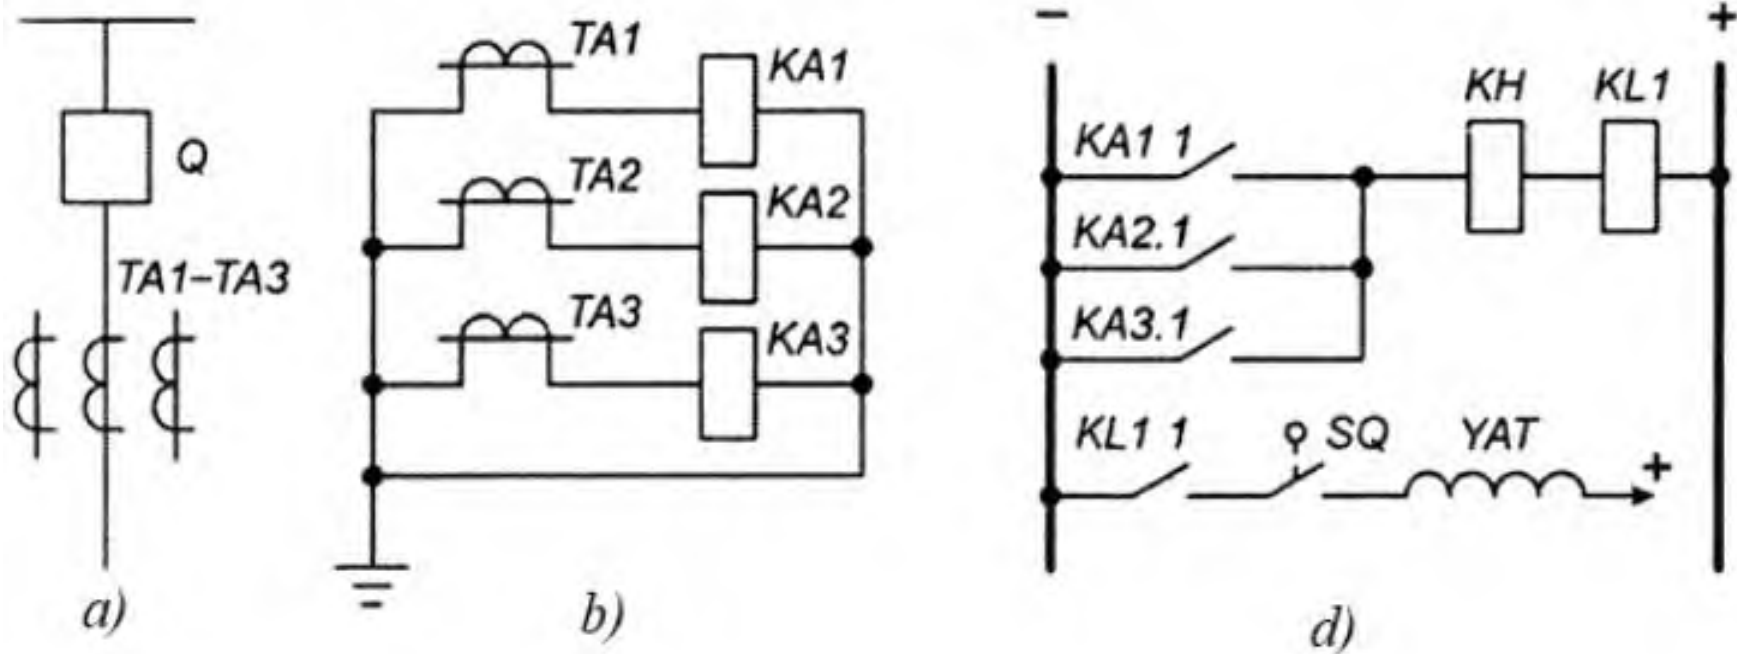 Q
TA1–TA3
a)
TA1
KA1
TA2
KA2
TA3
KA3
b)
– +
KH KL1
KA1 1
KA2.1
KA3.1
KL1 1 SQ YAT
+
d)